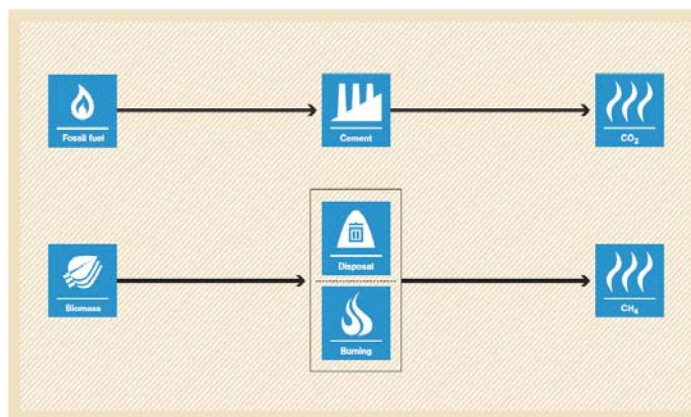 Fossil fuel
Cement
CO₂
Disposal
Biomass
Burning
CH₄